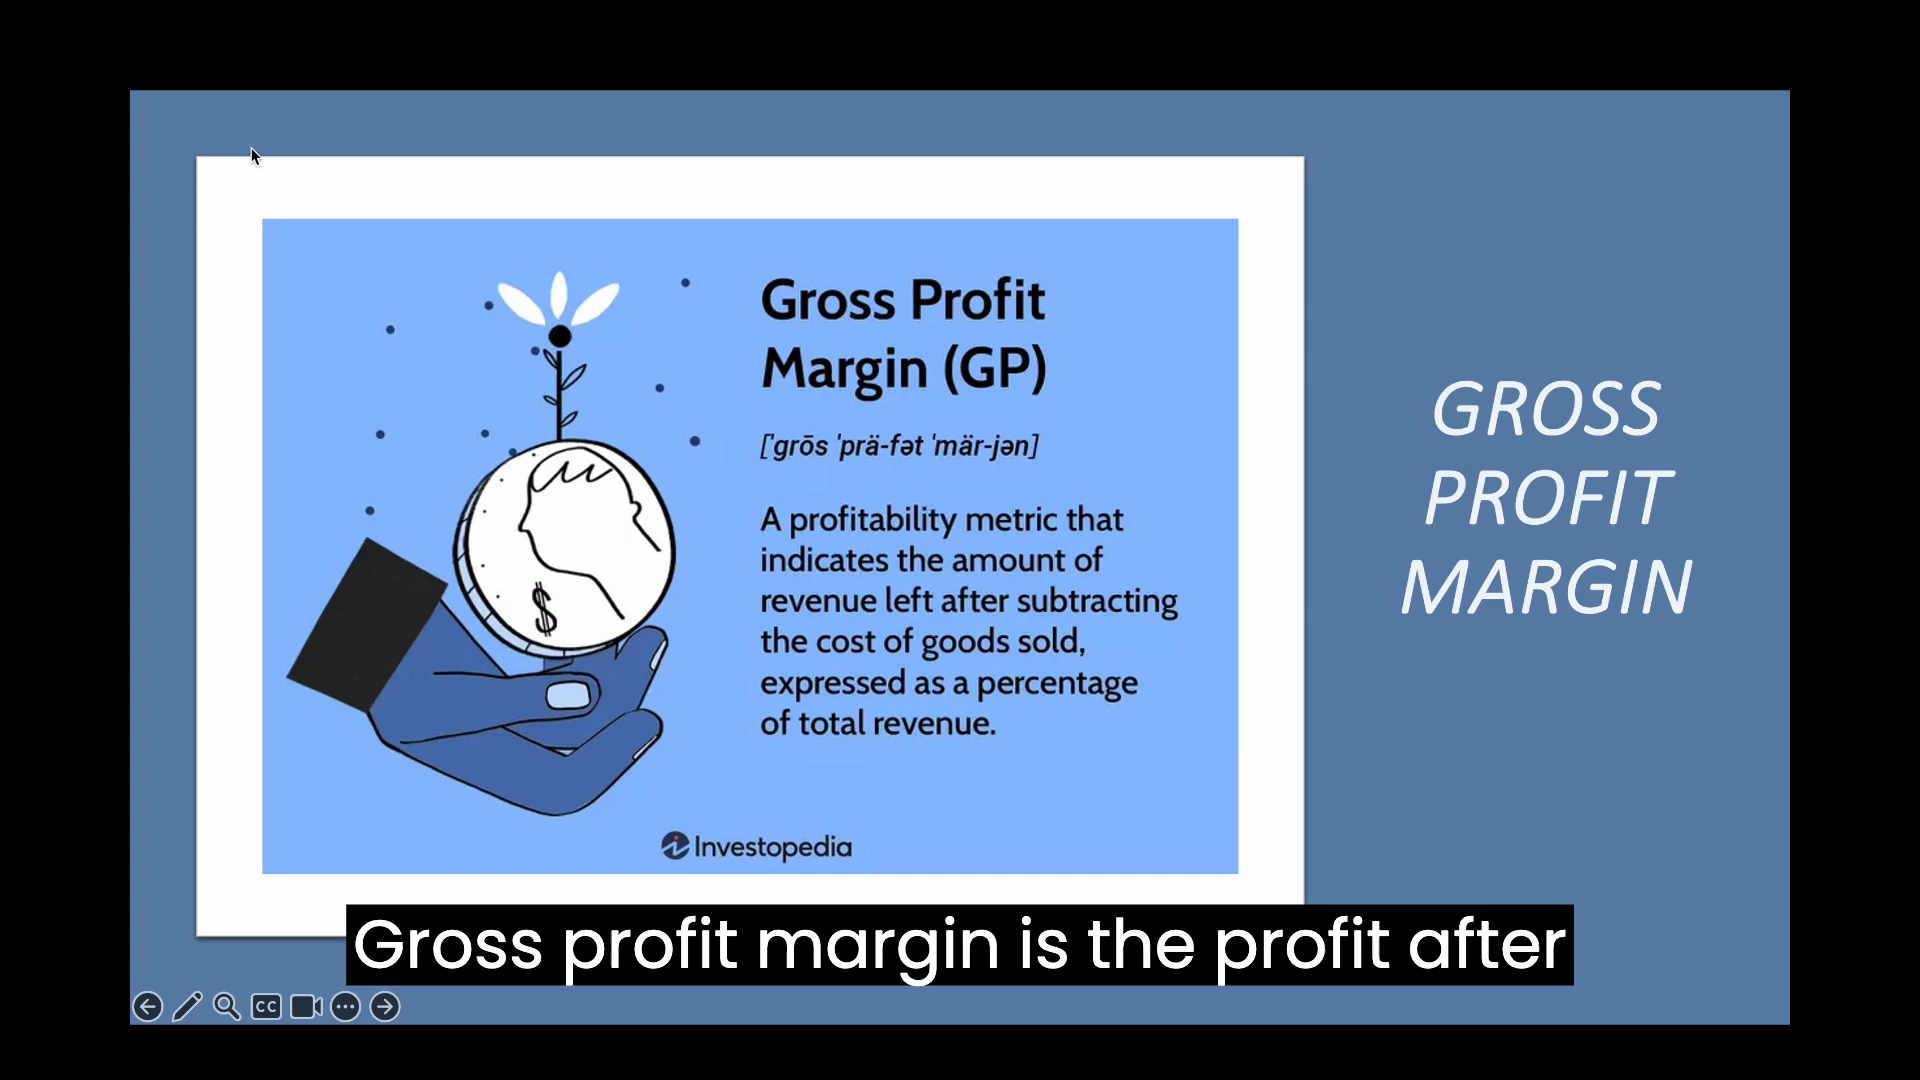 Gross Profit
Margin (GP)
['grōs 'prä-fət 'mär-jən]
A profitability metric that
indicates the amount of
revenue left after subtracting
the cost of goods sold,
expressed as a percentage
of total revenue.
$
Investopedia
GROSS
PROFIT
MARGIN
Gross profit margin is the profit after
CC